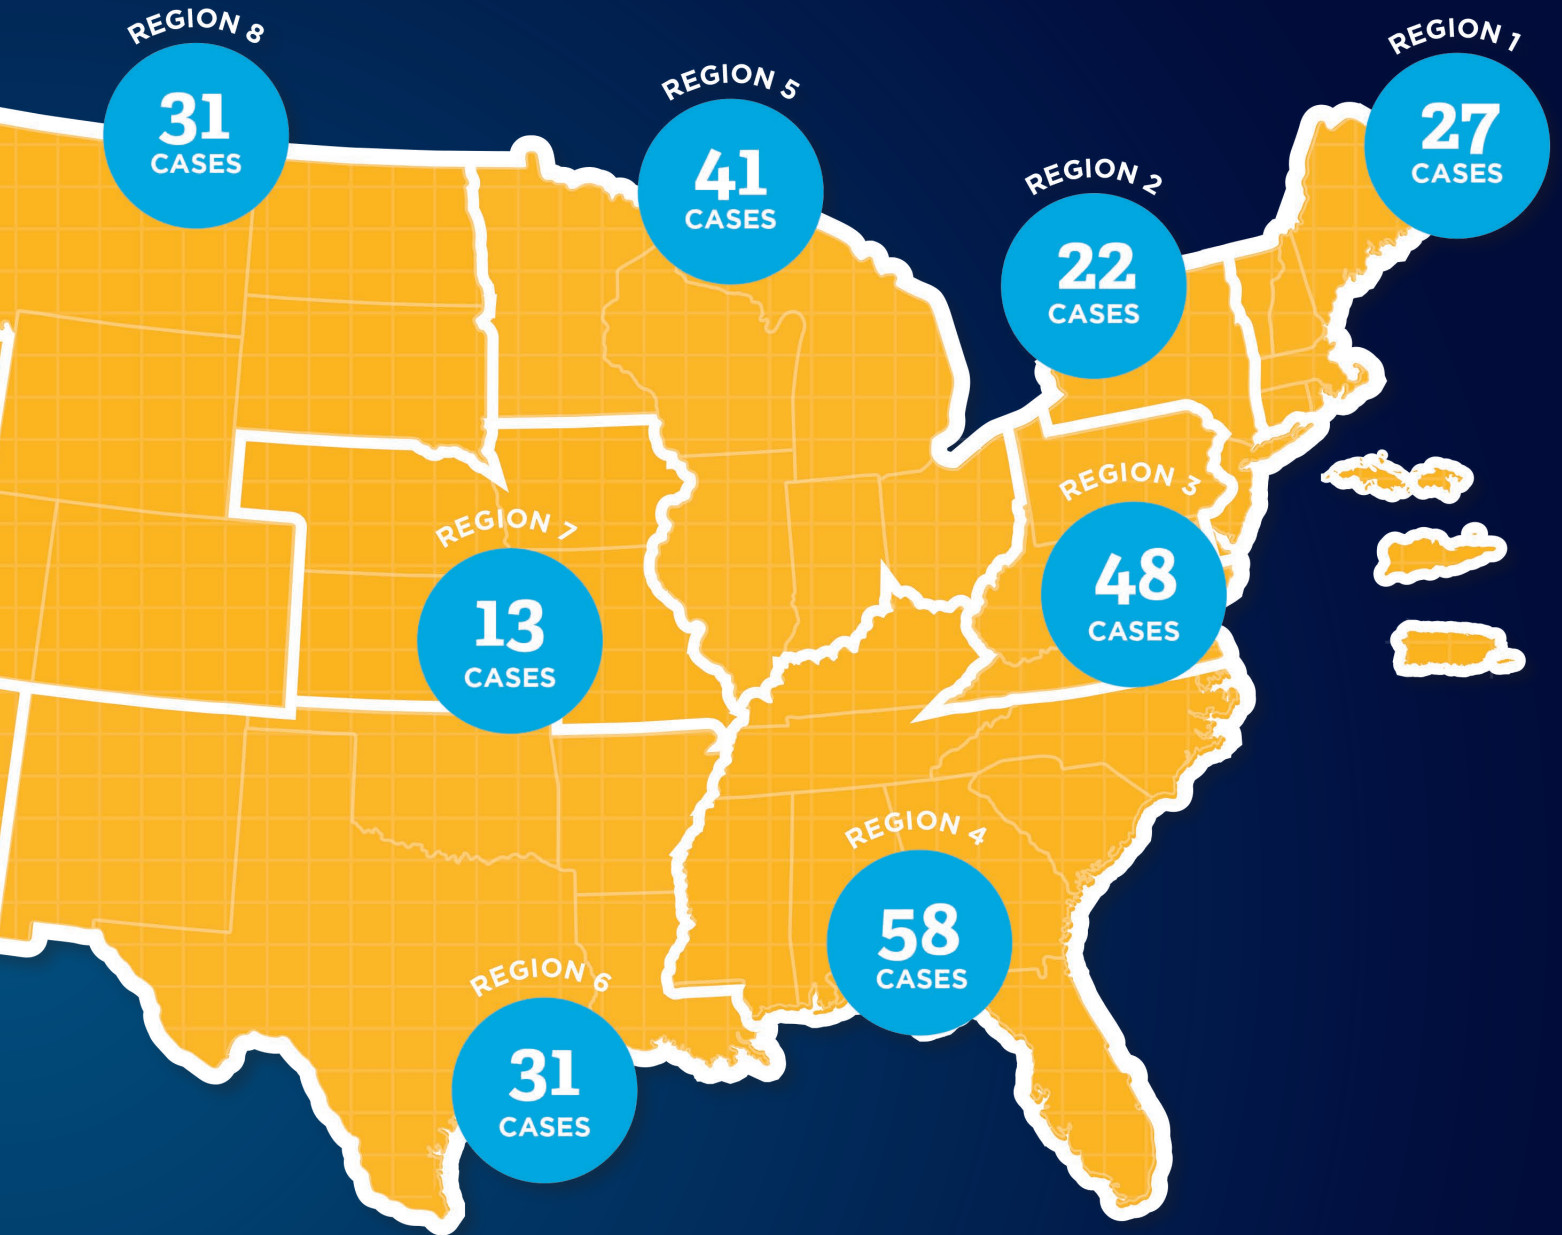 REGION 8
31
CASES
REGION 5
41
CASES
REGION 1
27
CASES
REGION 2
22
CASES
REGION 3
48
CASES
REGION 7
13
CASES
REGION 4
58
CASES
REGION 6
31
CASES